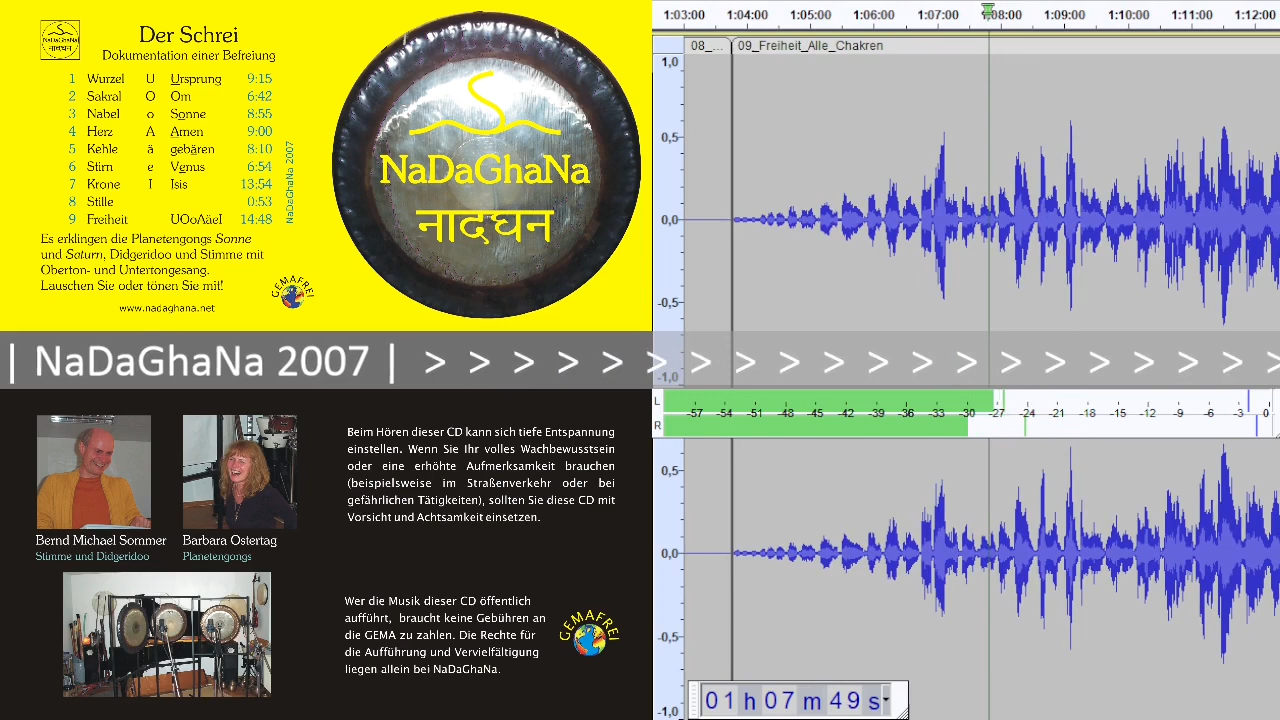 NaDaGhaNa
नादघन
Der Schrei
Dokumentation einer Befreiung
1 Wurzel U Ursprung 9:15
2 Sakral O Om 6:42
3 Nabel o Sonne 8:55
4 Herz A Amen 9:00
5 Kehle ä gebären 8:10
6 Stirn e Venus 6:54
7 Krone I Isis 13:54
8 Stille 0:53
9 Freiheit UOoAäeI 14:48
NaDaGhaNa 2007
Es erklingen die Planetengongs Sonne
und Saturn, Didgeridoo und Stimme mit
Oberton- und Untertongesang.
Lauschen Sie oder tönen Sie mit!
www.nadaghana.net
GEMAFREI
NaDaGhaNa
नादघन
1:03:00 1:04:00 1:05:00 1:06:00 1:07:00 1:08:00 1:09:00 1:10:00 1:11:00 1:12:00
08_... 09_Freiheit_Alle_Chakren
1,0
0,5
0,0
-0,5
-1,0
| NaDaGhaNa 2007 | > > > > > > > > > > > > > > > > > > > >
L
-57 -54 -51 -48 -45 -42 -39 -36 -33 -30 -27 -24 -21 -18 -15 -12 -9 -6 -3 0
R
0,5
0,0
-0,5
-1,0
01 h 07 m 49 s
Bernd Michael Sommer
Stimme und Didgeridoo
Barbara Ostertag
Planetengongs
Beim Hören dieser CD kann sich tiefe Entspannung
einstellen. Wenn Sie Ihr volles Wachbewusstsein
oder eine erhöhte Aufmerksamkeit brauchen
(beispielsweise im Straßenverkehr oder bei
gefährlichen Tätigkeiten), sollten Sie diese CD mit
Vorsicht und Achtsamkeit einsetzen.
Wer die Musik dieser CD öffentlich
aufführt, braucht keine Gebühren an
die GEMA zu zahlen. Die Rechte für
die Aufführung und Vervielfältigung
liegen allein bei NaDaGhaNa.
GEMAFREI